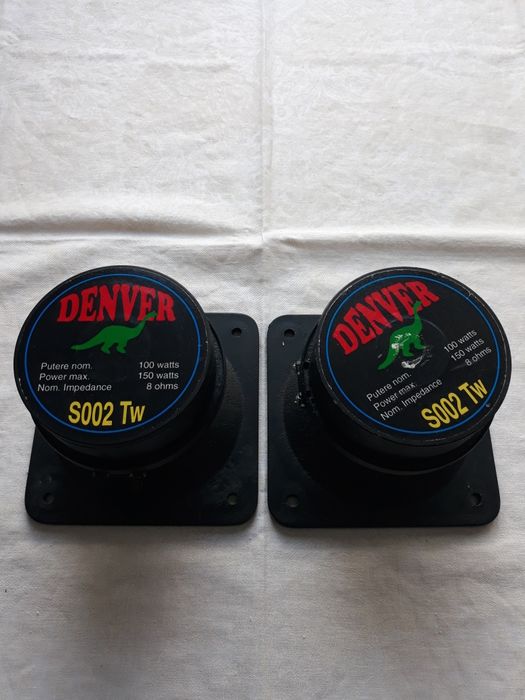 DENVER
Putere nom. 100 watts
Power max. 150 watts
Nom. Impedance 8 ohms
S002 Tw
DENVER
Putere nom. 100 watts
Power max. 150 watts
Nom. Impedance 8 ohms
S002 Tw